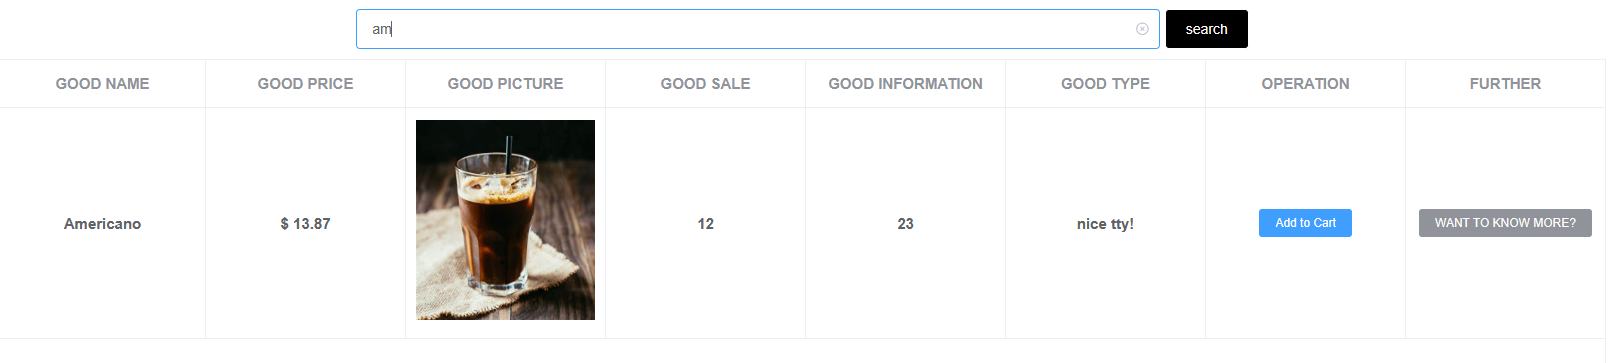 am
search
GOOD NAME GOOD PRICE GOOD PICTURE GOOD SALE GOOD INFORMATION GOOD TYPE OPERATION FURTHER
Americano $ 13.87 12 23 nice tty! Add to Cart WANT TO KNOW MORE?